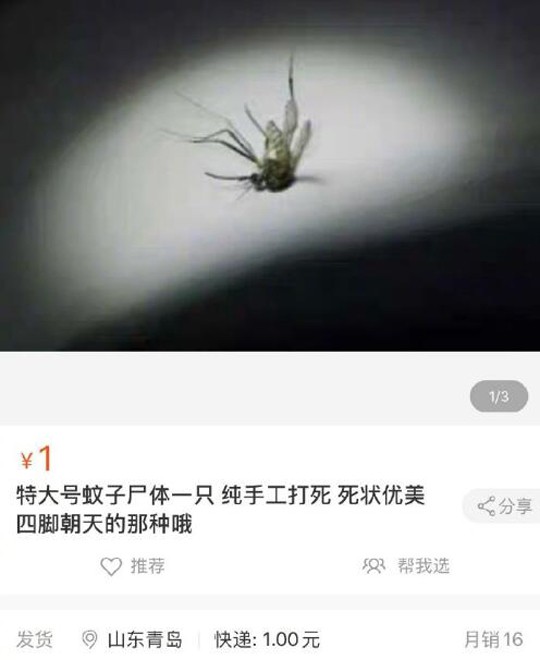 1/3
¥1
特大号蚊子尸体一只 纯手工打死 死状优美
四脚朝天的那种哦
分享
推荐 帮我选
发货 山东青岛 快递: 1.00元 月销16